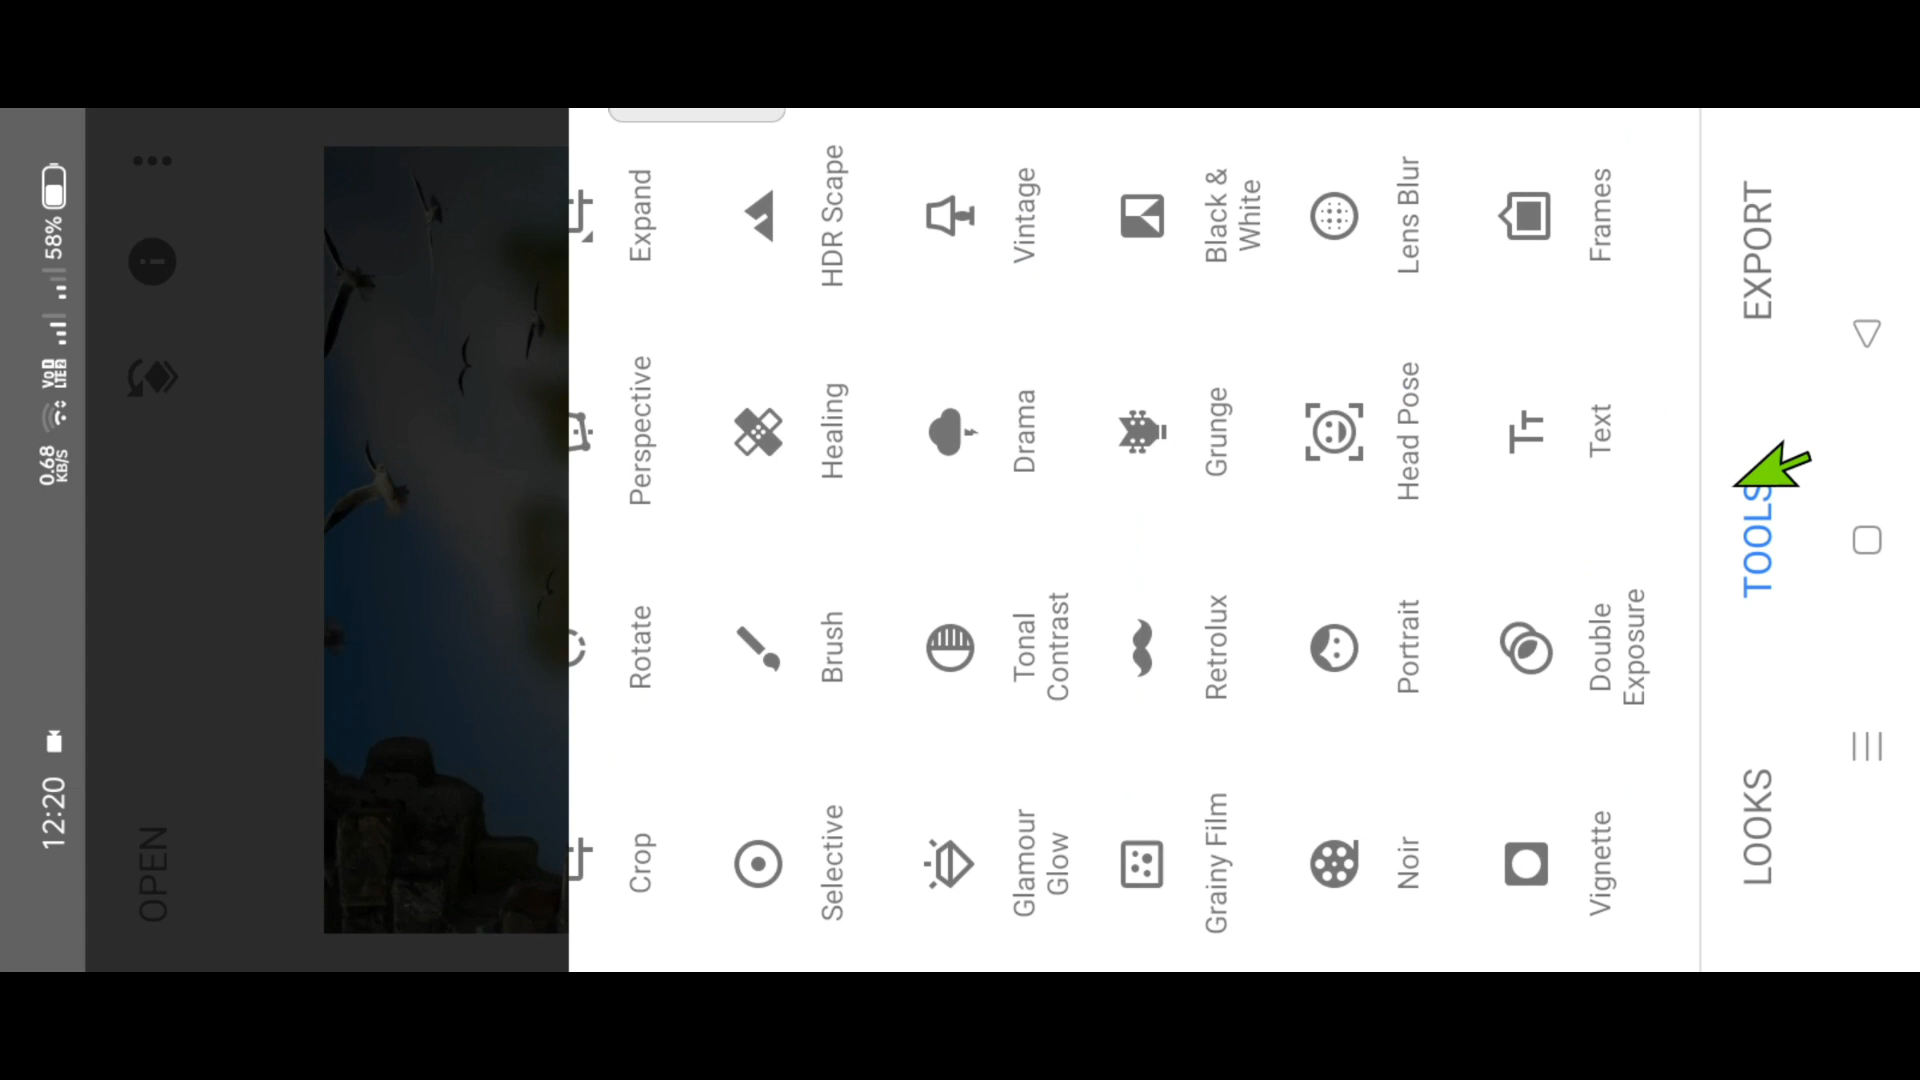 12:20
0.68 KB/S
VoD LTE2
58%
OPEN
Crop
Rotate
Perspective
Expand
Selective
Brush
Healing
HDR Scape
Glamour
Glow
Tonal
Contrast
Drama
Vintage
Grainy Film
Retrolux
Grunge
Black &
White
Noir
Portrait
Head Pose
Lens Blur
Vignette
Double
Exposure
Text
Frames
LOOKS
TOOLS
EXPORT